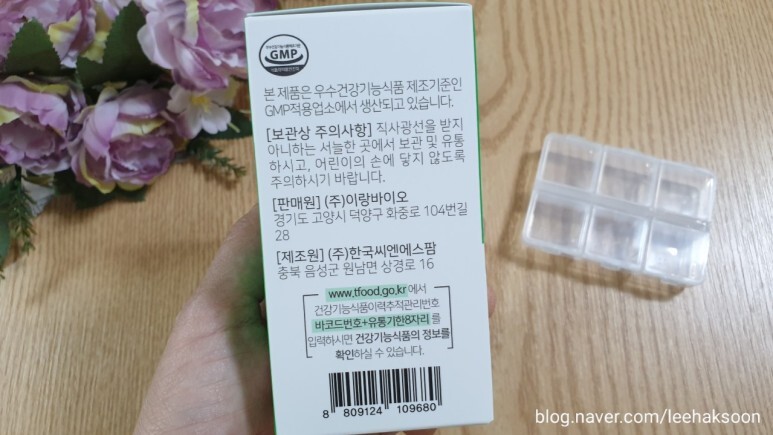 GMP
본 제품은 우수건강기능식품 제조기준인
GMP적용업소에서 생산되고 있습니다.
[보관상 주의사항] 직사광선을 받지
아니하는 서늘한 곳에서 보관 및 유통
하시고, 어린이의 손에 닿지 않도록
주의하시기 바랍니다.
[판매원] (주)이랑바이오
경기도 고양시 덕양구 화중로 104번길
28
[제조원] (주)한국씨엔에스팜
충북 음성군 원남면 상경로 16
www.tfood.go.kr에서
건강기능식품이력추적관리번호
바코드번호+유통기한8자리를
입력하시면 건강기능식품의 정보를
확인하실 수 있습니다.
8 809124 109680
blog.naver.com/leehaksoon